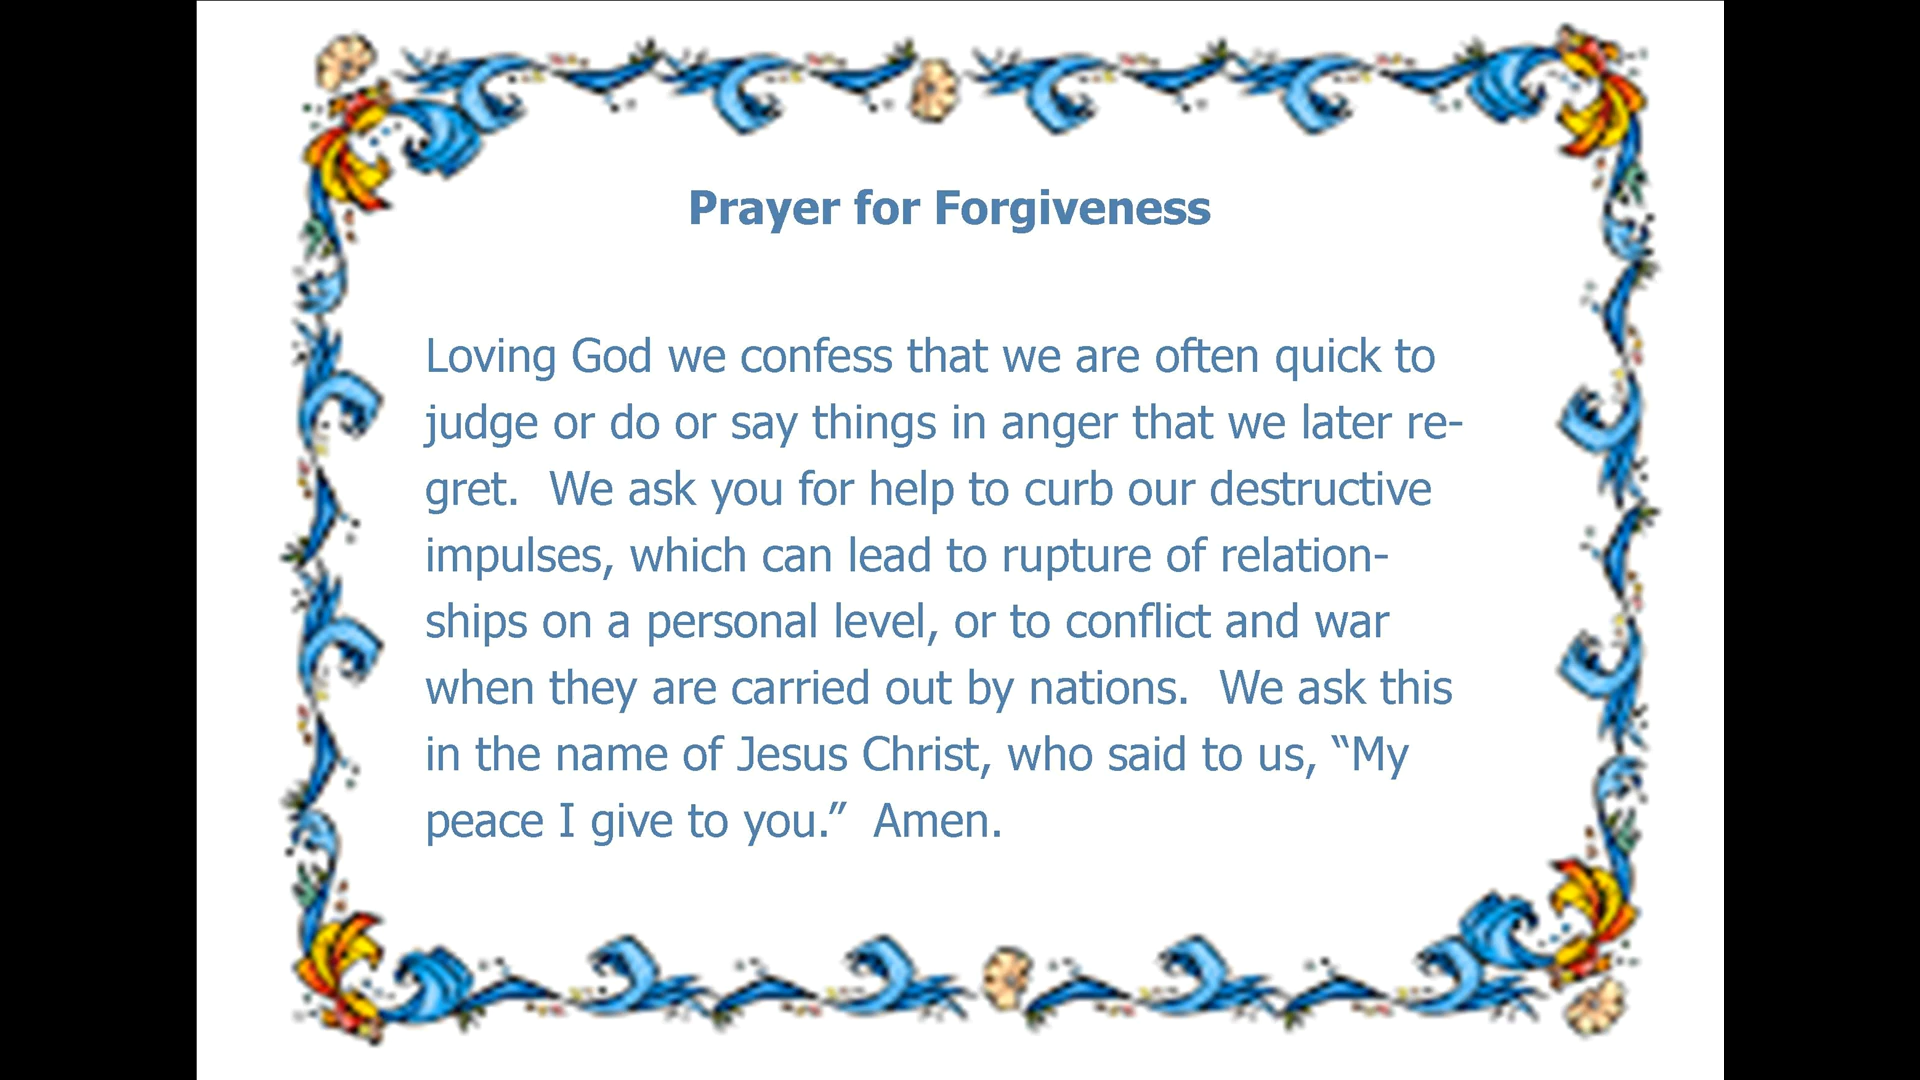 Prayer for Forgiveness
Loving God we confess that we are often quick to
judge or do or say things in anger that we later re-
gret.  We ask you for help to curb our destructive
impulses, which can lead to rupture of relation-
ships on a personal level, or to conflict and war
when they are carried out by nations.  We ask this
in the name of Jesus Christ, who said to us, “My
peace I give to you.”  Amen.